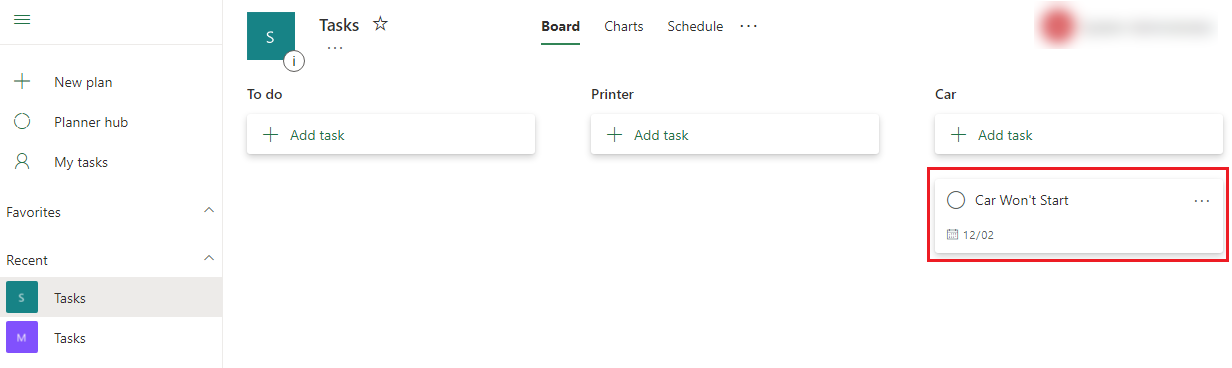 New plan
Planner hub
My tasks
Favorites
Recent
S Tasks
M Tasks
S
i
Tasks
...
Board Charts Schedule ...
To do Printer Car
Add task Add task Add task
Car Won't Start ...
12/02